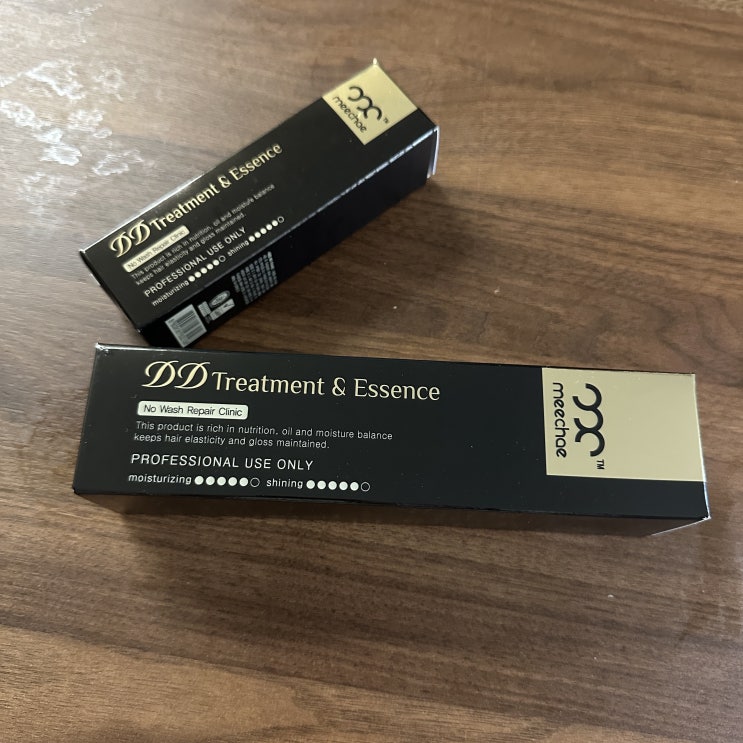 meechae
TM
DD Treatment & Essence
No Wash Repair Clinic
This product is rich in nutrition, oil and moisture balance
keeps hair elasticity and gloss maintained.
PROFESSIONAL USE ONLY
moisturizing ●●●●●○ shining ●●●●●○
DD Treatment & Essence
No Wash Repair Clinic
This product is rich in nutrition, oil and moisture balance
keeps hair elasticity and gloss maintained.
PROFESSIONAL USE ONLY
moisturizing ●●●●●○ shining ●●●●●○
meechae
TM